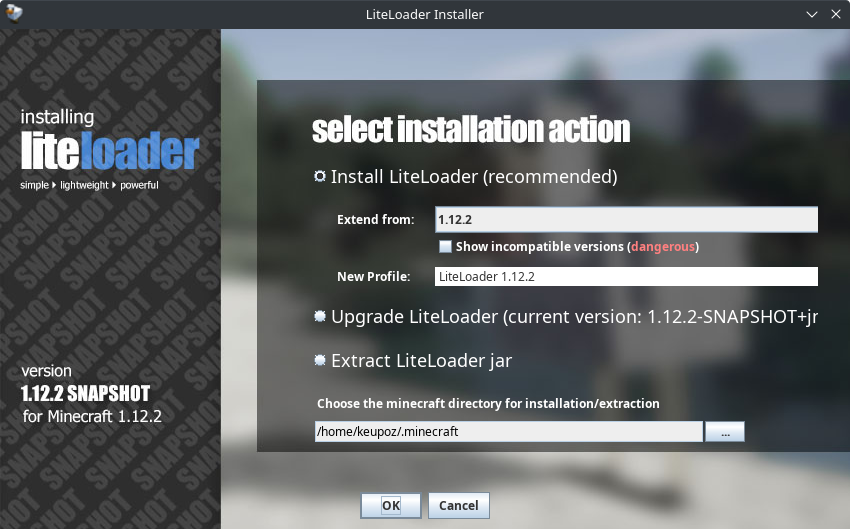 LiteLoader Installer
installing
liteloader
simple lightweight powerful
version
1.12.2 SNAPSHOT
for Minecraft 1.12.2
select installation action
Install LiteLoader (recommended)
Extend from: 1.12.2
Show incompatible versions (dangerous)
New Profile: LiteLoader 1.12.2
Upgrade LiteLoader (current version: 1.12.2-SNAPSHOT+jr
Extract LiteLoader jar
Choose the minecraft directory for installation/extraction
/home/keupoz/.minecraft ...
OK Cancel
SNAPSHOT